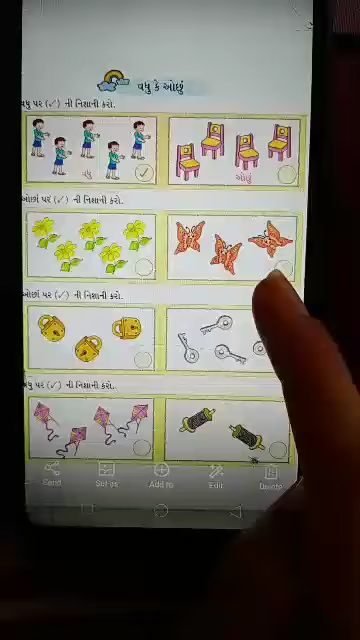 વધુ કે ઓછું
વધુ પર (✓) ની નિશાની કરો.
વધુ
ઓછું
ઓછાં પર (✓) ની નિશાની કરો.
ઓછાં પર (✓) ની નિશાની કરો.
વધુ પર (✓) ની નિશાની કરો.
Send Set as Add to Edit Delete